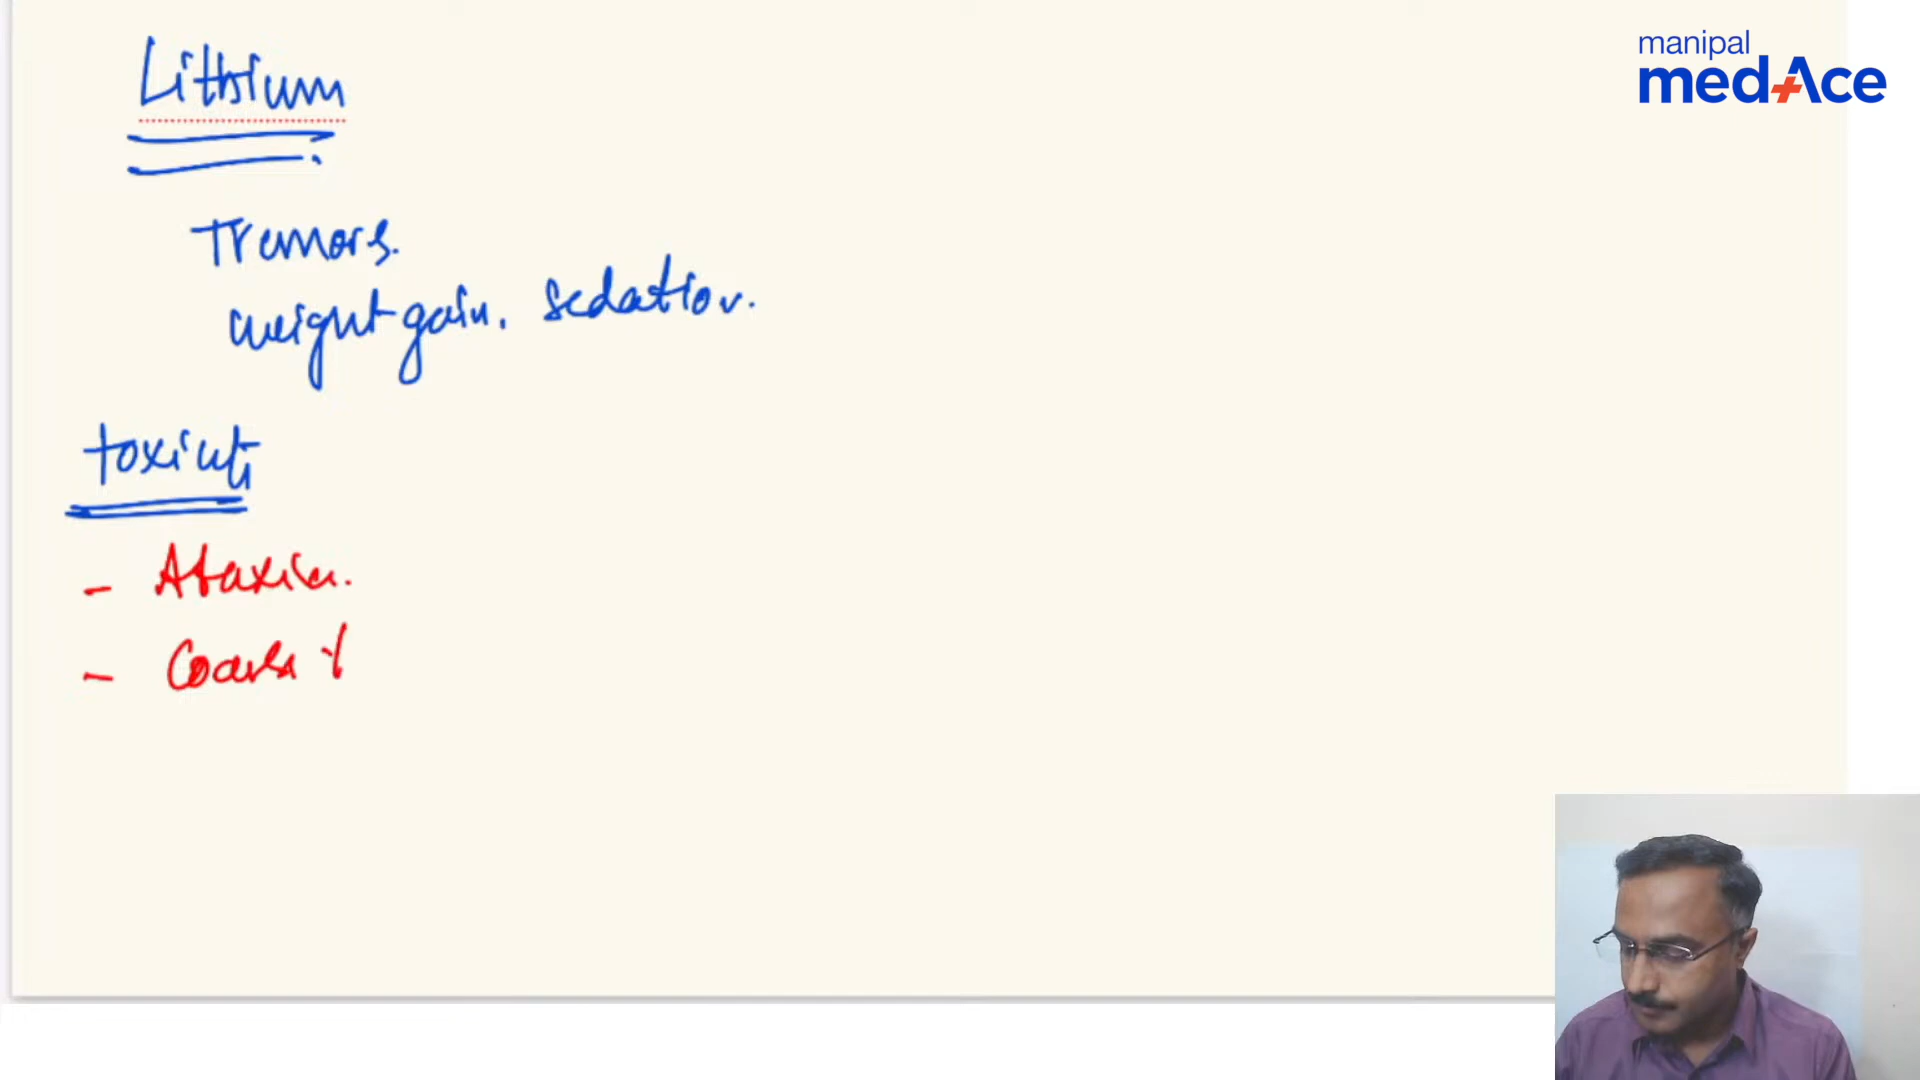 manipal
medAce
Lithium
Tremors.
weight gain. sedation.
toxicity
- Ataxia.
- Coarse t